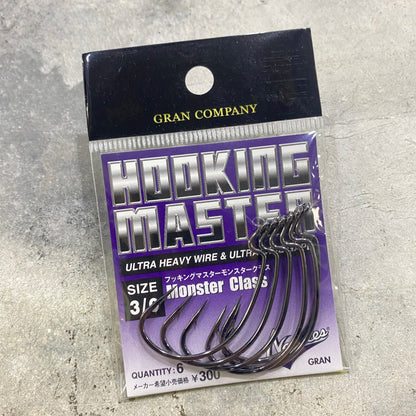 GRAN COMPANY
HOOKING
MASTER
ULTRA HEAVY WIRE & ULTRA
SIZE
フッキングマスターモンスタークラス
3/0
Monster Class
GRAN
QUANTITY: 6
メーカー希望小売価格 ¥300